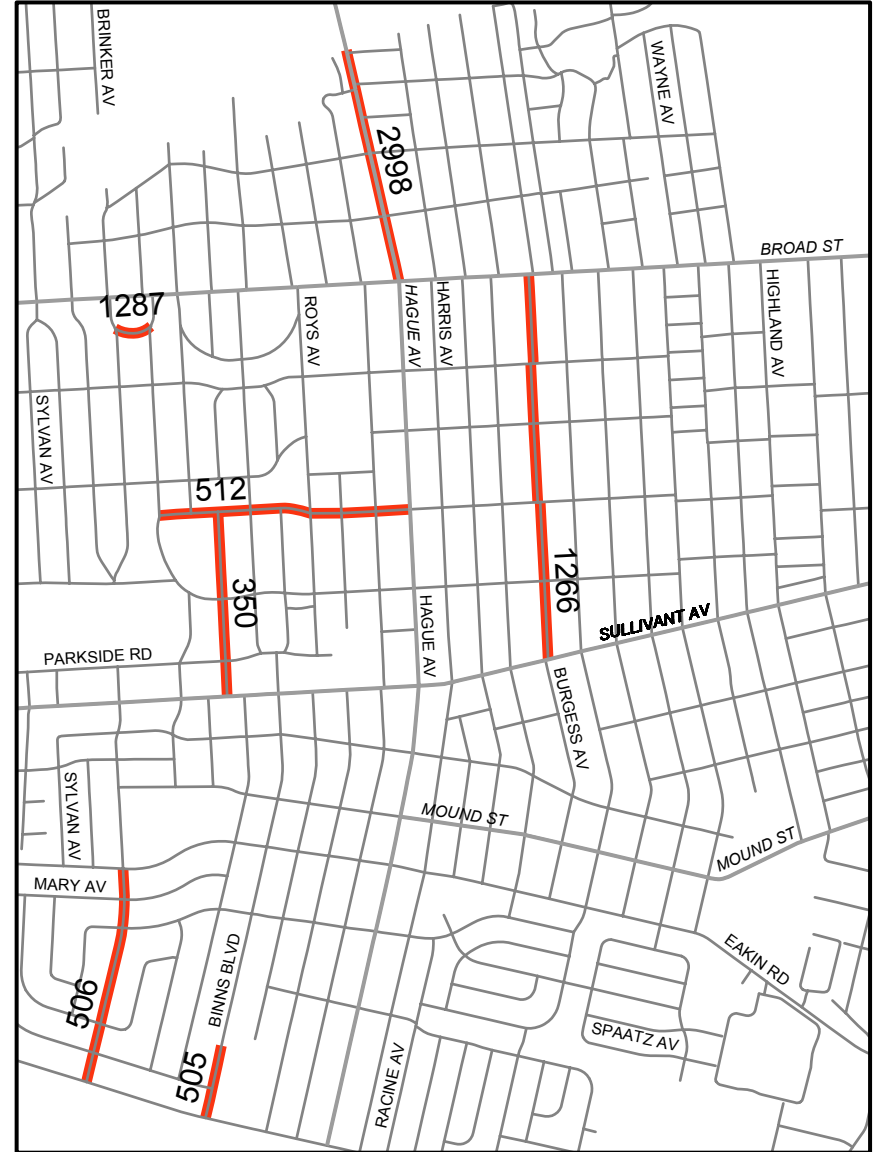 BRINKER AV
WAYNE AV
2998
BROAD ST
1287
ROYS AV
HAGUE AV
HARRIS AV
HIGHLAND AV
SYLVAN AV
512
350
1266
HAGUE AV
SULLIVANT AV
PARKSIDE RD
BURGESS AV
SYLVAN AV
MOUND ST
MOUND ST
MARY AV
BINNS BLVD
EAKIN RD
506
SPAATZ AV
505
RACINE AV